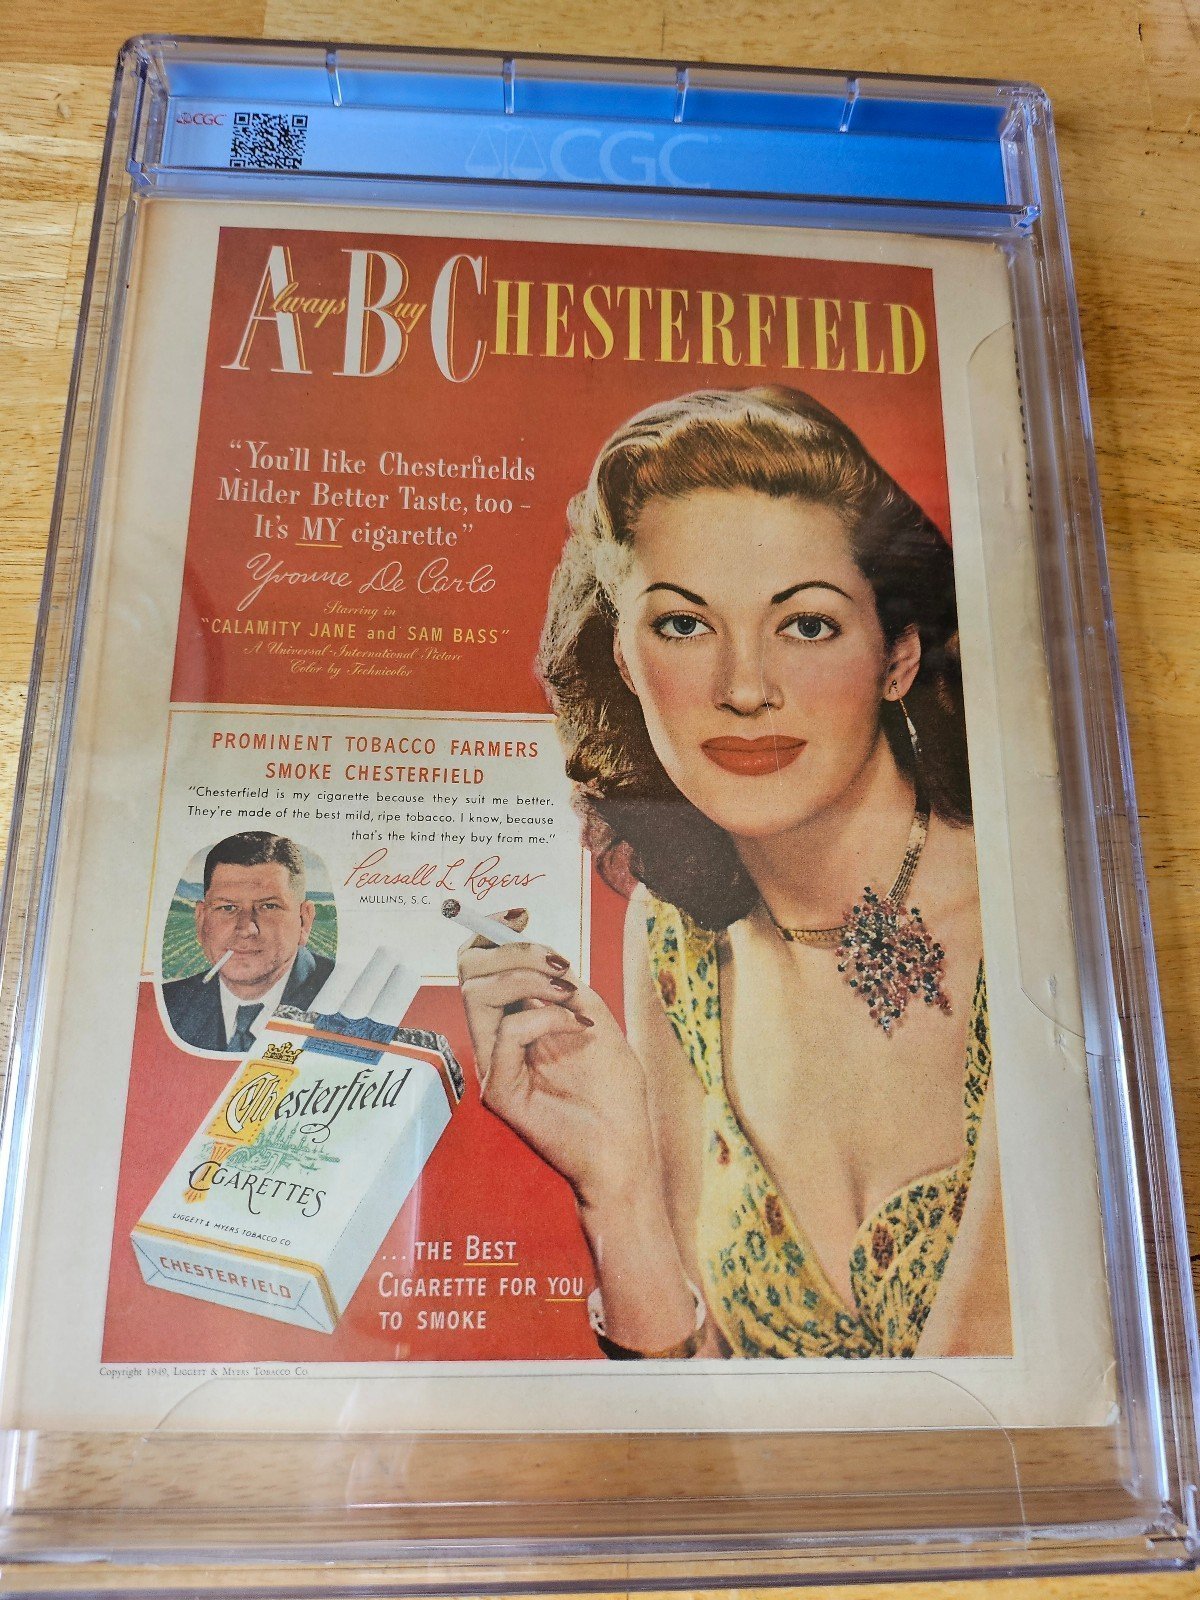 CGC
CGC
Always Buy CHESTERFIELD
"You'll like Chesterfields
Milder Better Taste, too –
It's MY cigarette"
Yvonne De Carlo
Starring in
"CALAMITY JANE and SAM BASS"
A Universal-International Picture
Color by Technicolor
PROMINENT TOBACCO FARMERS
SMOKE CHESTERFIELD
"Chesterfield is my cigarette because they suit me better.
They're made of the best mild, ripe tobacco. I know, because
that's the kind they buy from me."
Pearsall L. Rogers
MULLINS, S. C.
Chesterfield
CIGARETTES
LIGGETT & MYERS TOBACCO CO
CHESTERFIELD
...THE BEST
CIGARETTE FOR YOU
TO SMOKE
Copyright 1949, LIGGETT & MYERS TOBACCO CO.